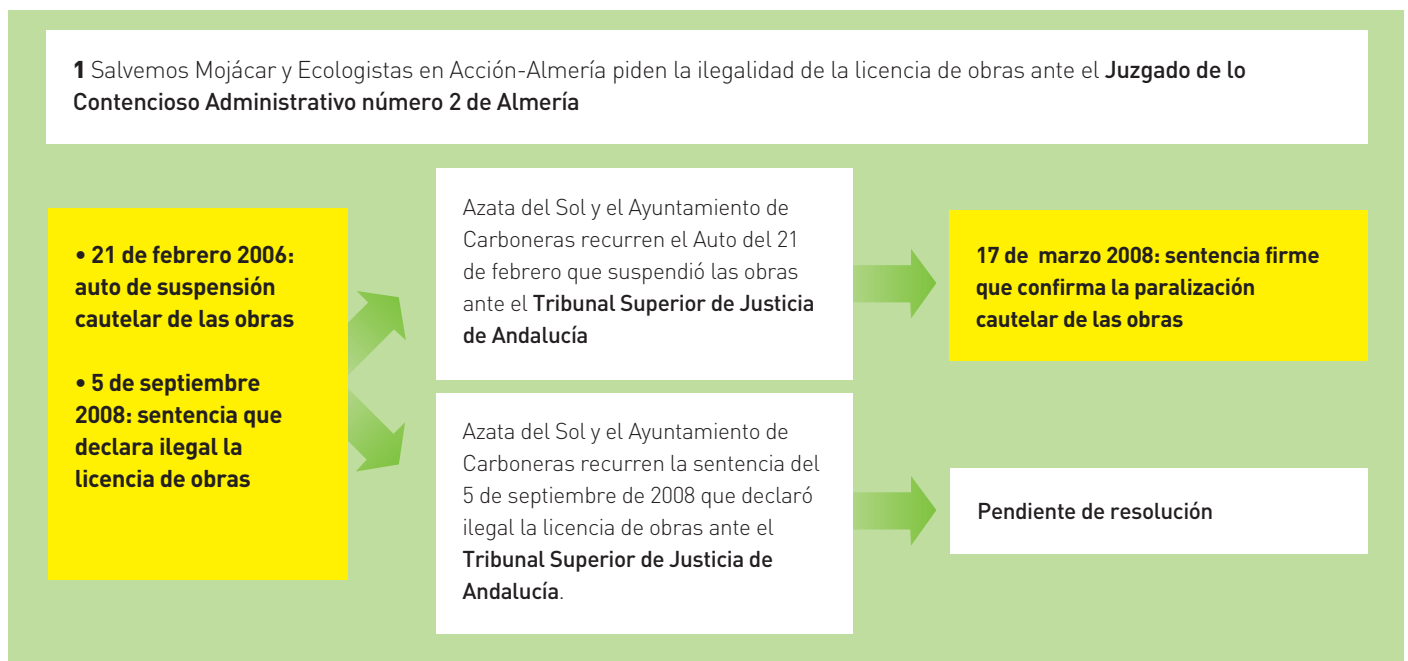 1 Salvemos Mojácar y Ecologistas en Acción-Almería piden la ilegalidad de la licencia de obras ante el Juzgado de lo
Contencioso Administrativo número 2 de Almería
• 21 de febrero 2006:
auto de suspensión
cautelar de las obras
• 5 de septiembre
2008: sentencia que
declara ilegal la
licencia de obras
Azata del Sol y el Ayuntamiento de
Carboneras recurren el Auto del 21
de febrero que suspendió las obras
ante el Tribunal Superior de Justicia
de Andalucía
17 de marzo 2008: sentencia firme
que confirma la paralización
cautelar de las obras
Azata del Sol y el Ayuntamiento de
Carboneras recurren la sentencia del
5 de septiembre de 2008 que declaró
ilegal la licencia de obras ante el
Tribunal Superior de Justicia de
Andalucía.
Pendiente de resolución